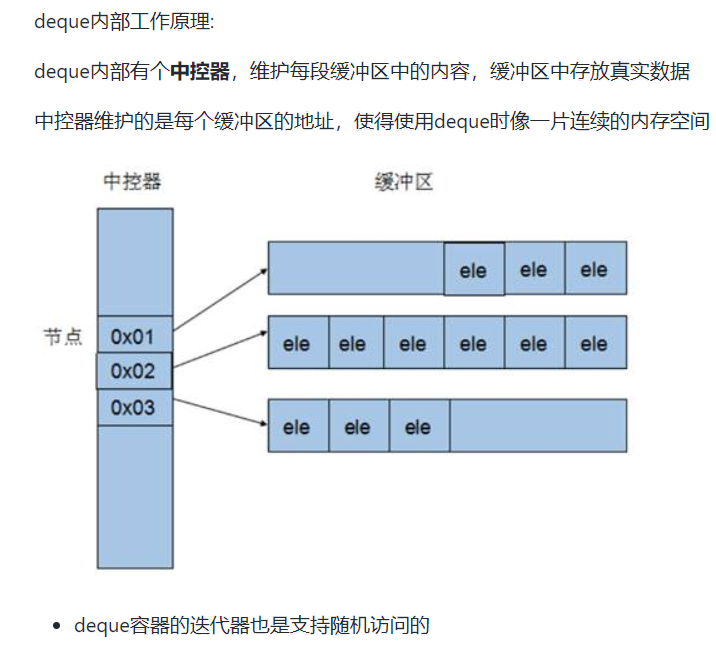 deque内部工作原理:
deque内部有个中控器，维护每段缓冲区中的内容，缓冲区中存放真实数据
中控器维护的是每个缓冲区的地址，使得使用deque时像一片连续的内存空间
中控器 缓冲区
ele ele ele
节点 0x01
ele ele ele ele ele ele
0x02
0x03
ele ele ele
• deque容器的迭代器也是支持随机访问的